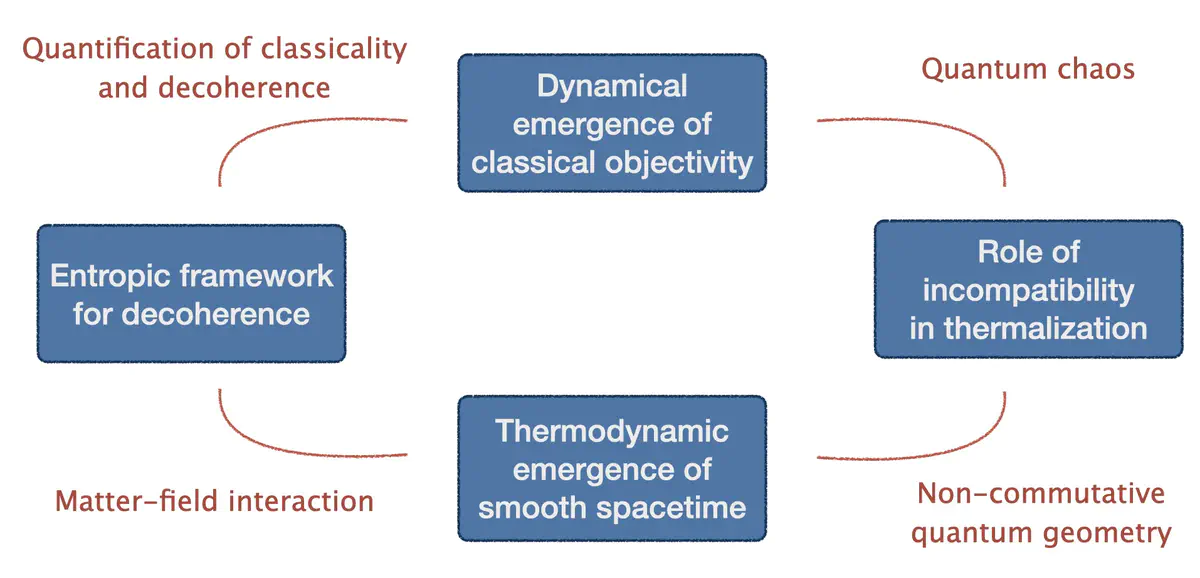 Quantification of classicality
and decoherence
Dynamical
emergence of
classical objectivity
Quantum chaos
Entropic framework
for decoherence
Role of
incompatibility
in thermalization
Thermodynamic
emergence of
smooth spacetime
Matter–field interaction
Non-commutative
quantum geometry